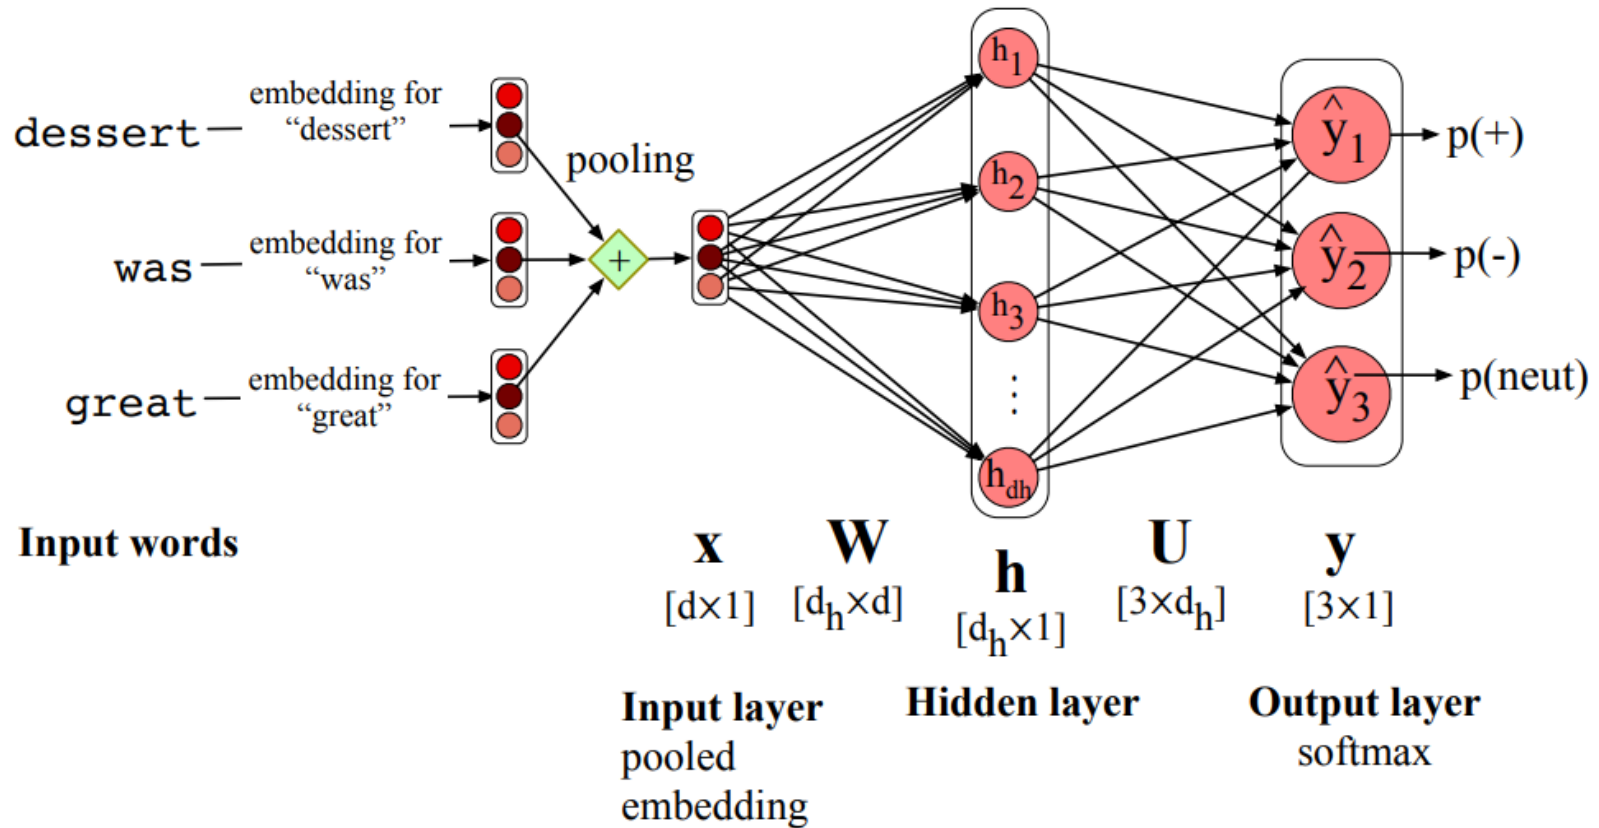 dessert
embedding for
“dessert”
pooling
was
embedding for
“was”
great
embedding for
“great”
+
h1
h2
h3
⋮
hdh
ŷ1
ŷ2
ŷ3
p(+)
p(-)
p(neut)
Input words
x
[d×1]
W
[dh×d]
h
[dh×1]
U
[3×dh]
y
[3×1]
Input layer
pooled
embedding
Hidden layer
Output layer
softmax